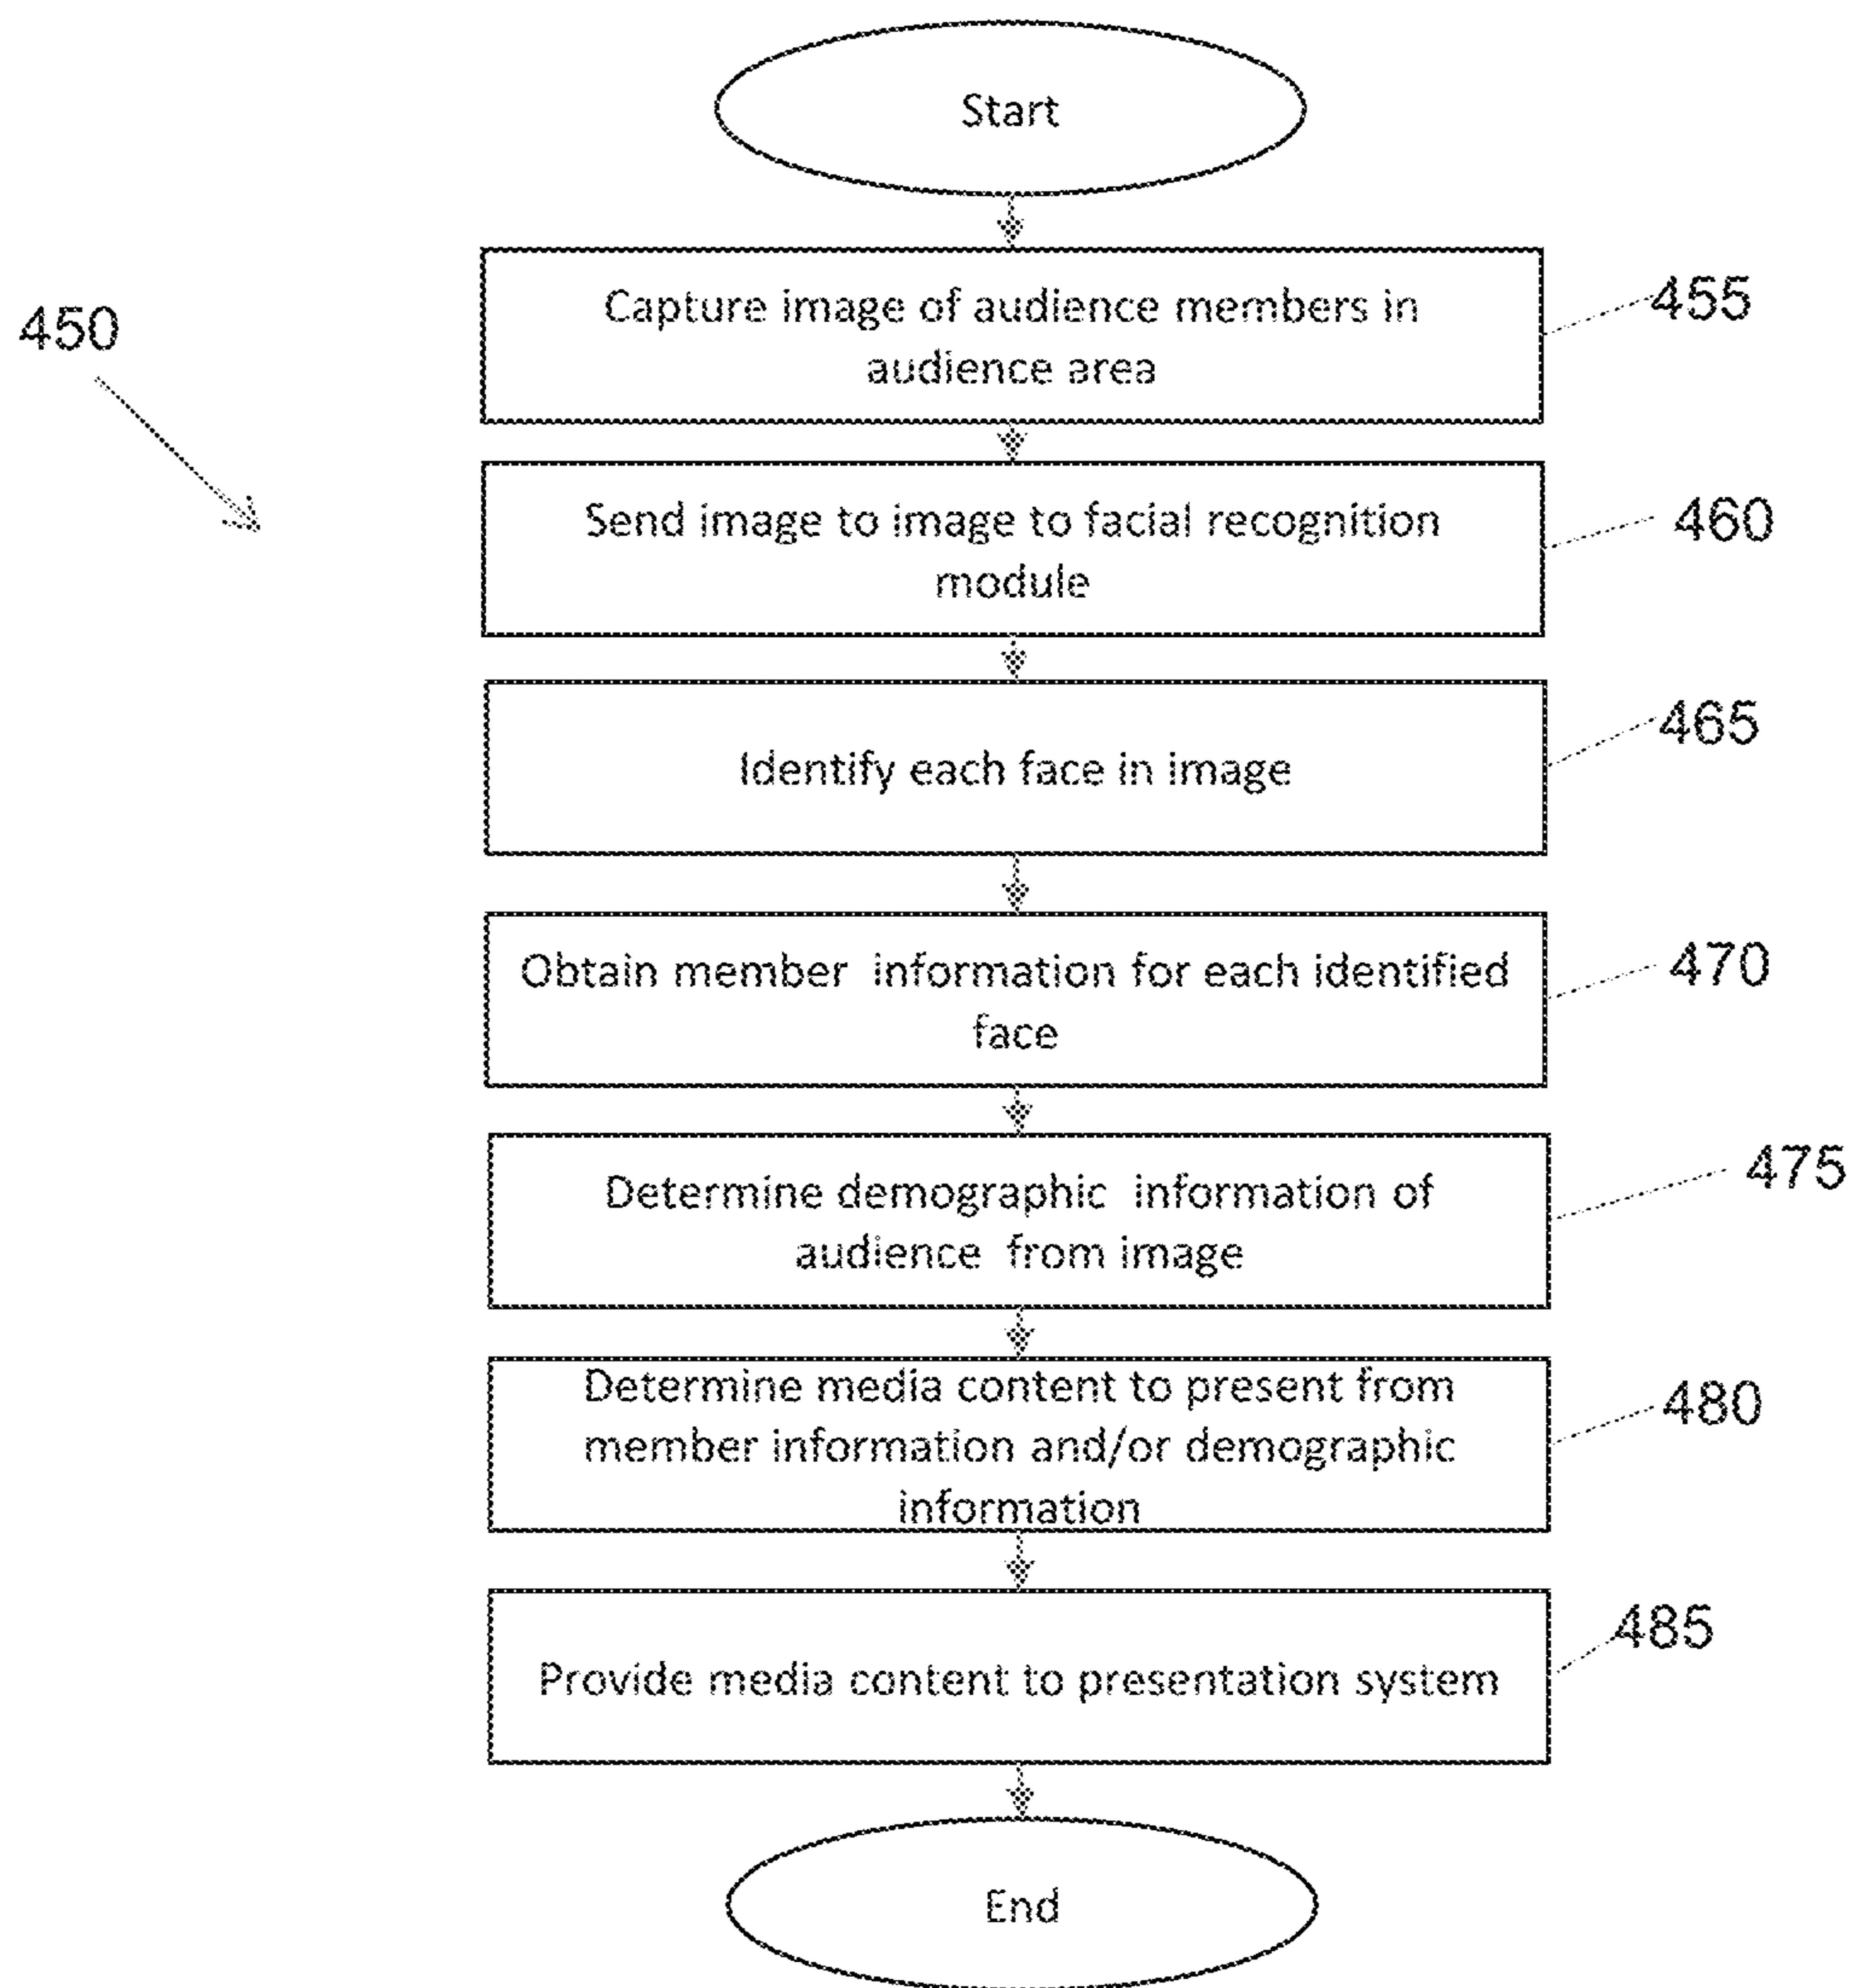 Start
450
Capture image of audience members in
audience area
455
Send image to image to facial recognition
module
460
Identify each face in image
465
Obtain member information for each identified
face
470
Determine demographic information of
audience from image
475
Determine media content to present from
member information and/or demographic
information
480
Provide media content to presentation system
485
End